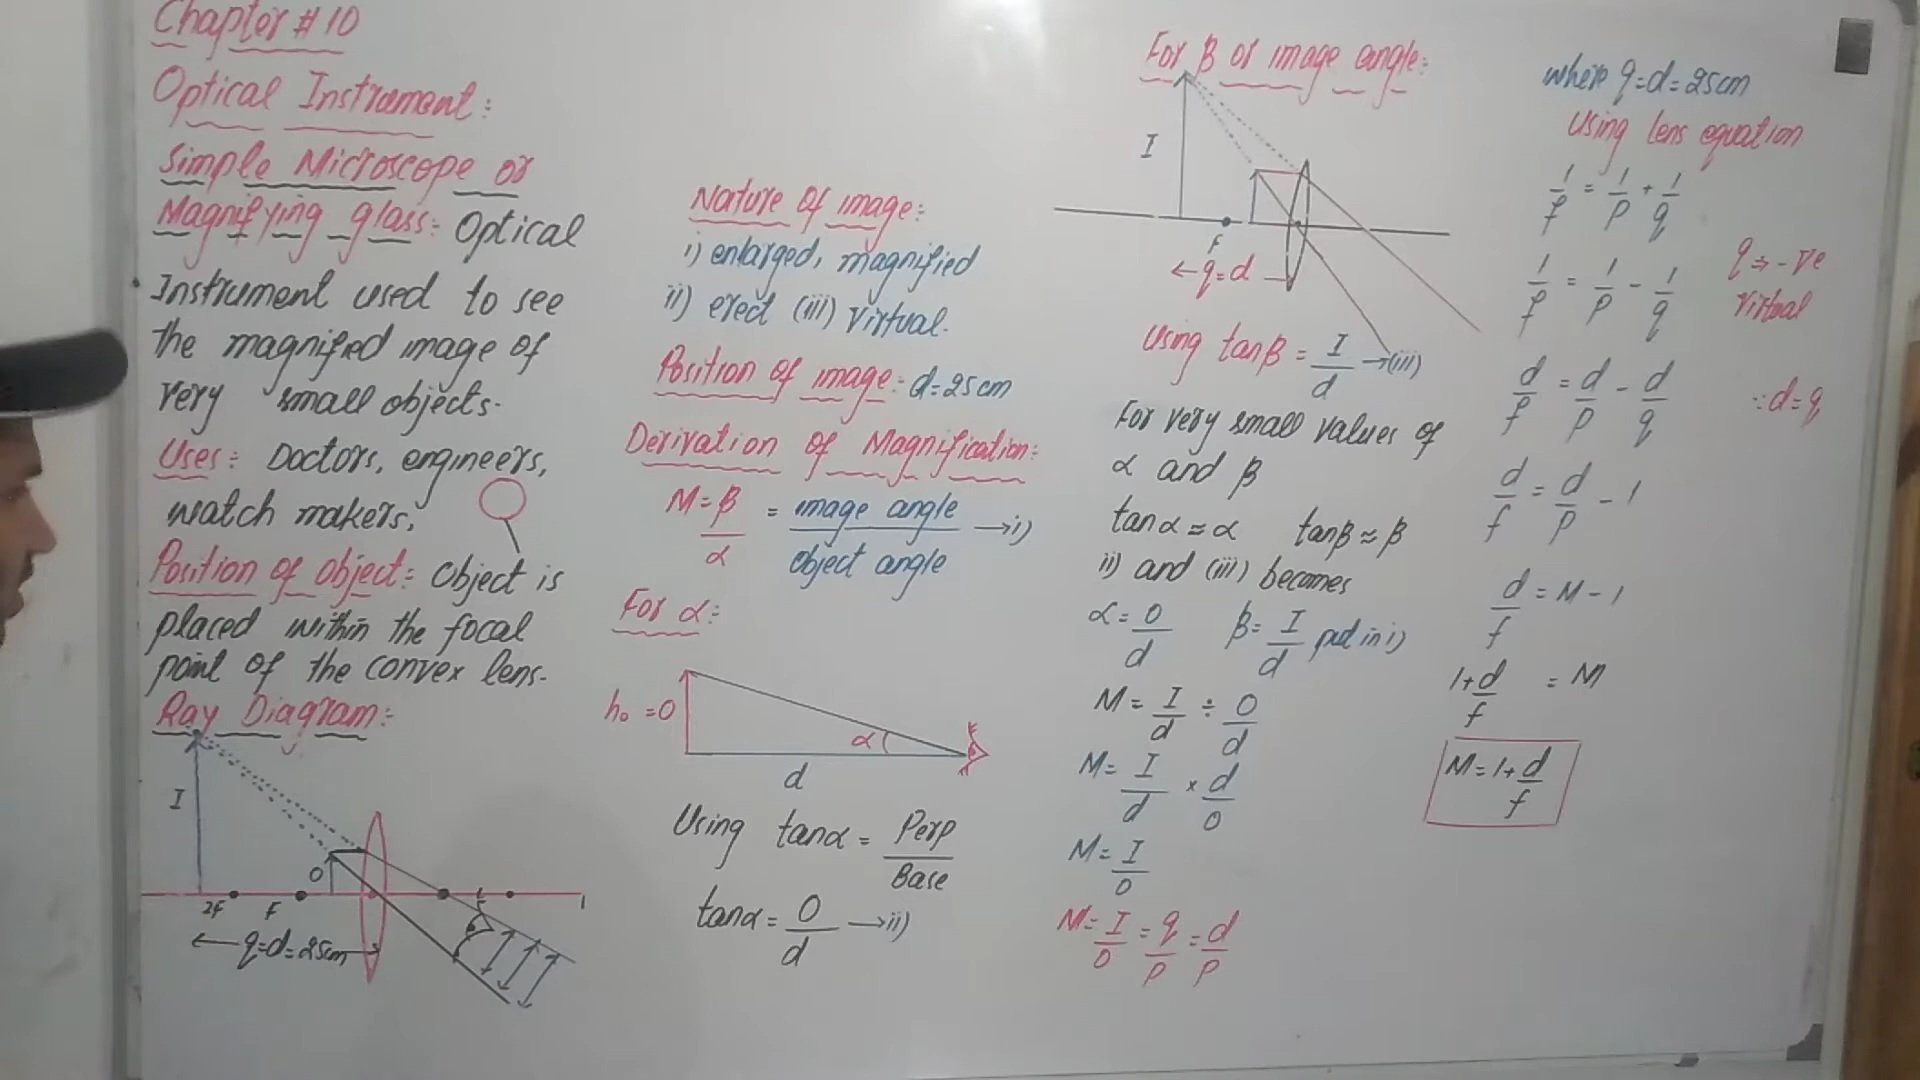 Chapter # 10
Optical Instrument:
Simple Microscope or
Magnifying glass: Optical
Instrument used to see
the magnified image of
very small objects.
Uses: Doctors, engineers,
watch makers,
Position of object: Object is
placed within the focal
point of the convex lens.
Ray Diagram:
I
O
2F F
q=d=25cm
Nature of image:
i) enlarged, magnified
ii) erect (iii) virtual.
Position of image: d=25cm
Derivation of Magnification:
M = β/α = image angle/object angle →i)
For α:
h₀ = O
α
d
Using tanα = Perp/Base
tanα = O/d →ii)
For β or image angle:
I
F
←q=d
Using tanβ = I/d →(iii)
For very small values of
α and β
tanα ≈ α tanβ ≈ β
ii) and (iii) becomes
α = O/d β = I/d put in i)
M = I/d ÷ O/d
M = I/d × d/O
M = I/O
M = I/O = q/p = d/p
where q=d=25cm
Using lens equation
1/f = 1/p + 1/q
1/f = 1/p - 1/q
q ⇒ -ve
virtual
d/f = d/p - d/q ∵d=q
d/f = d/p - 1
d/f = M - 1
1+d/f = M
M = 1+d/f